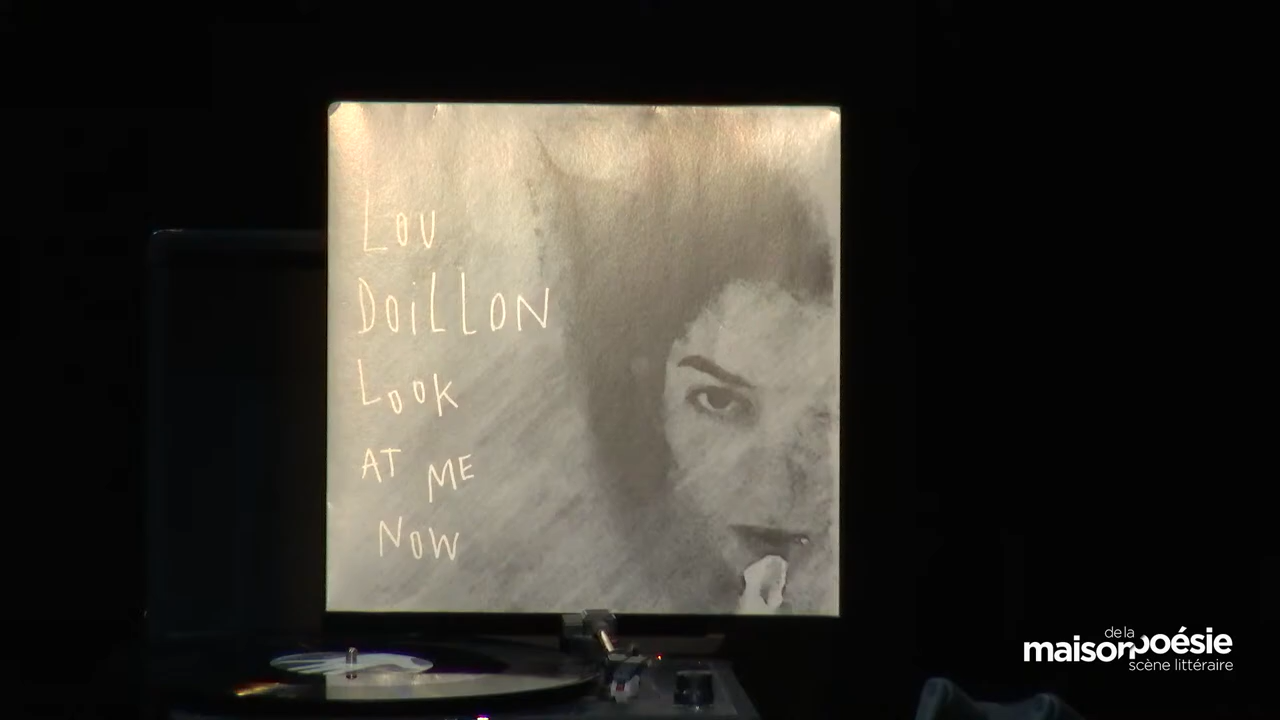 LOU
DOiLLON
LOOK
AT ME
NOW
de la
maison poésie
scène littéraire